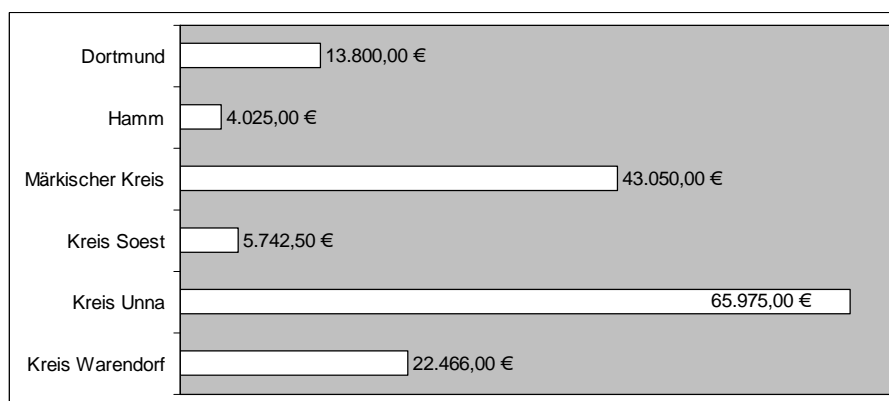 Dortmund 13.800,00 €
Hamm 4.025,00 €
Märkischer Kreis 43.050,00 €
Kreis Soest 5.742,50 €
Kreis Unna 65.975,00 €
Kreis Warendorf 22.466,00 €